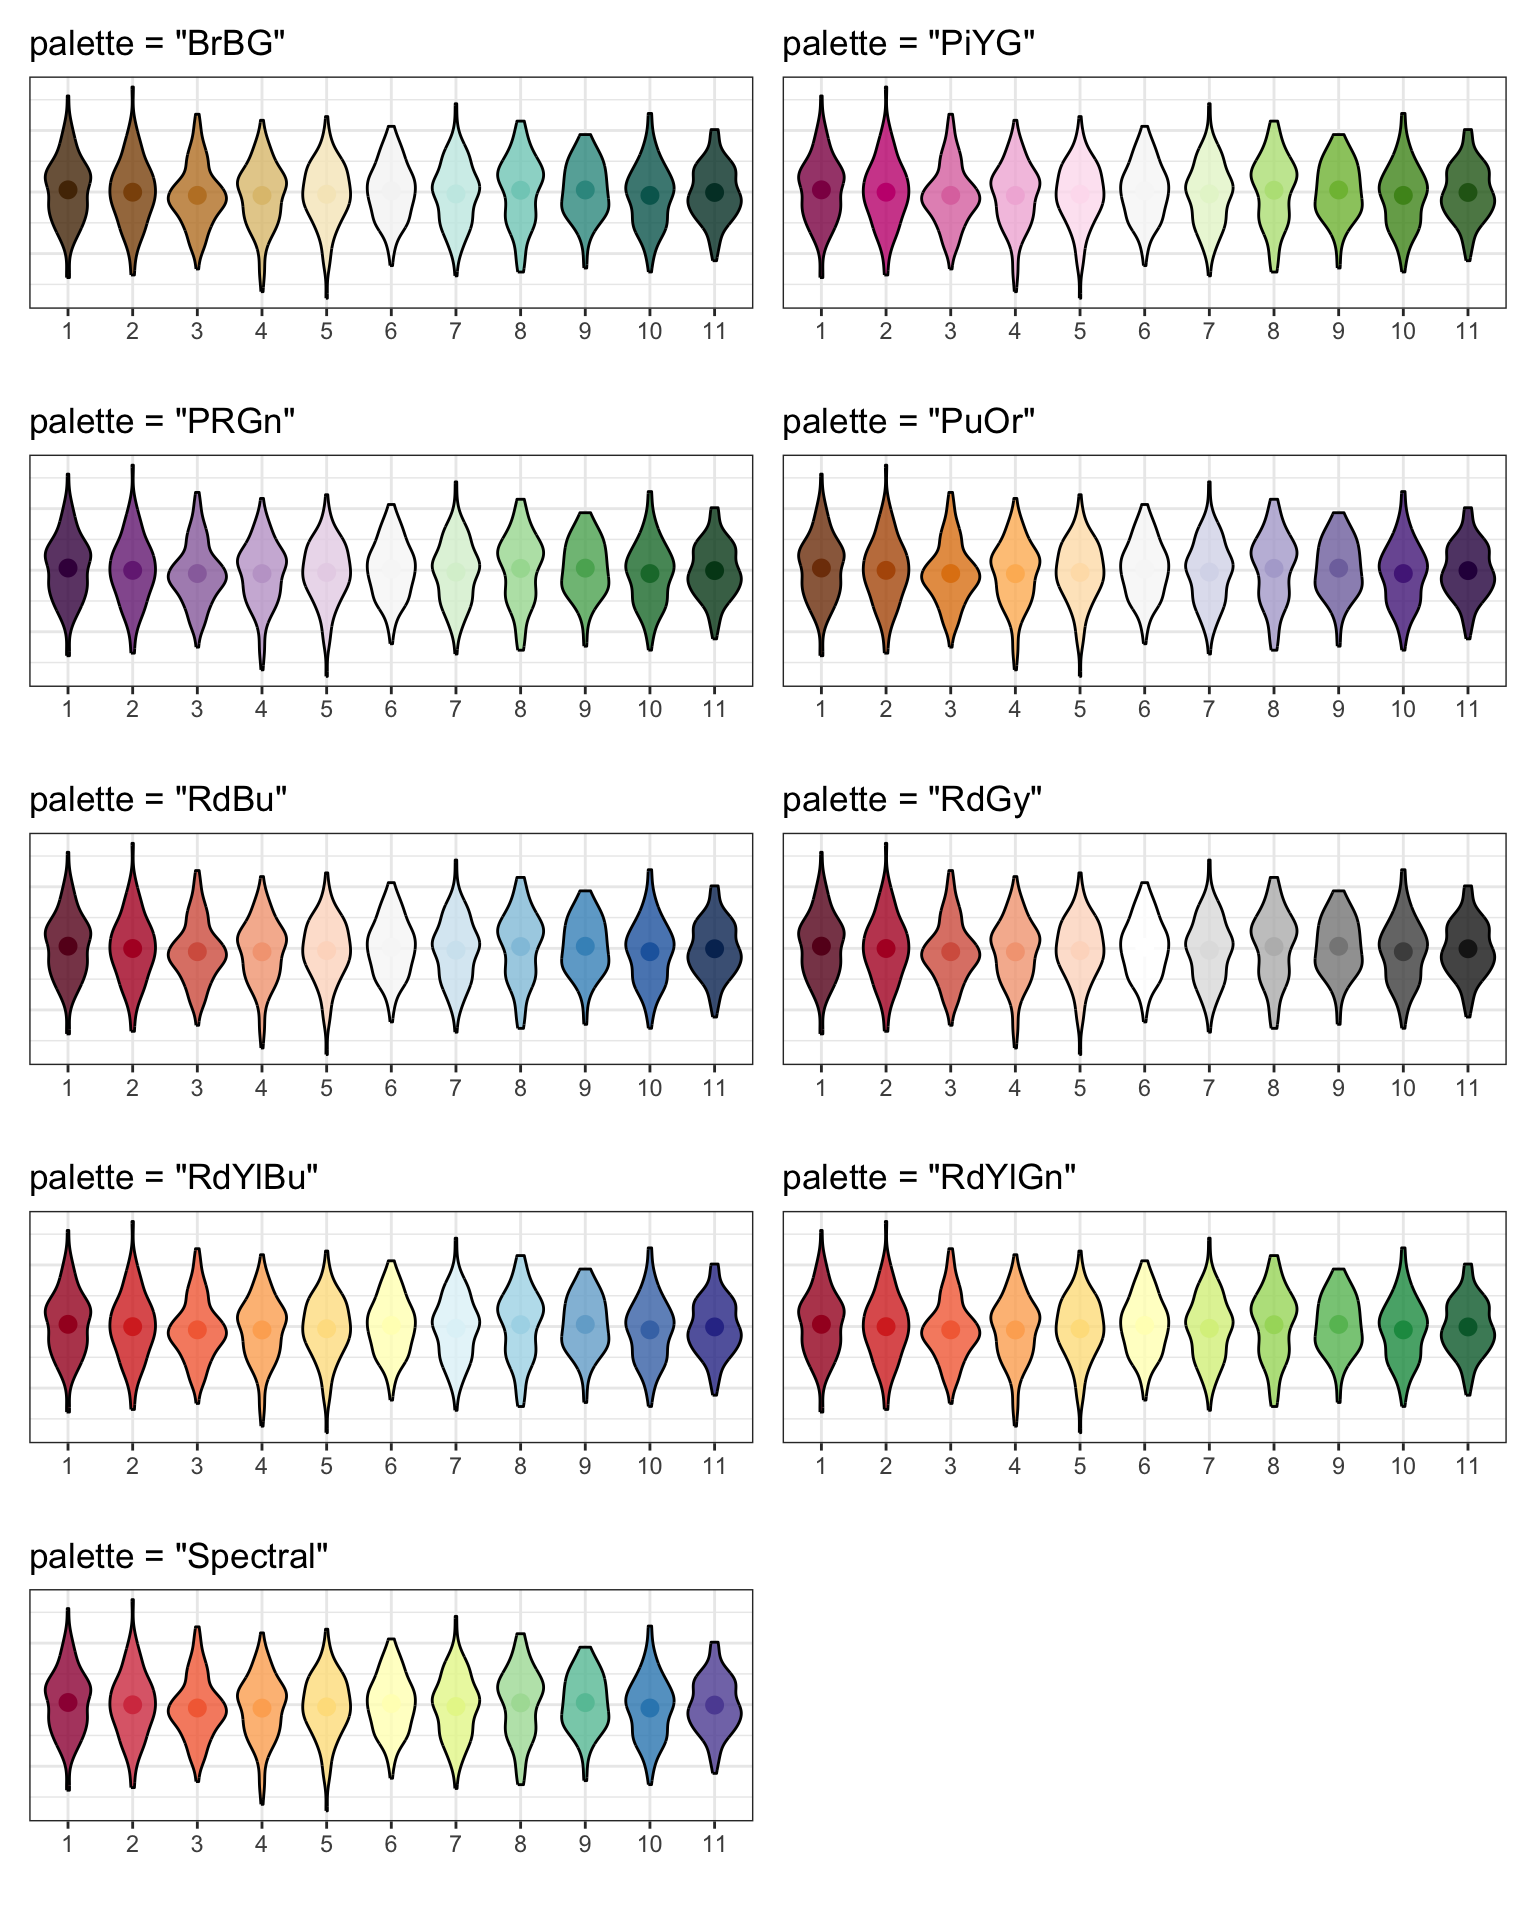 palette = "BrBG"
1 2 3 4 5 6 7 8 9 10 11
palette = "PiYG"
1 2 3 4 5 6 7 8 9 10 11
palette = "PRGn"
1 2 3 4 5 6 7 8 9 10 11
palette = "PuOr"
1 2 3 4 5 6 7 8 9 10 11
palette = "RdBu"
1 2 3 4 5 6 7 8 9 10 11
palette = "RdGy"
1 2 3 4 5 6 7 8 9 10 11
palette = "RdYlBu"
1 2 3 4 5 6 7 8 9 10 11
palette = "RdYlGn"
1 2 3 4 5 6 7 8 9 10 11
palette = "Spectral"
1 2 3 4 5 6 7 8 9 10 11